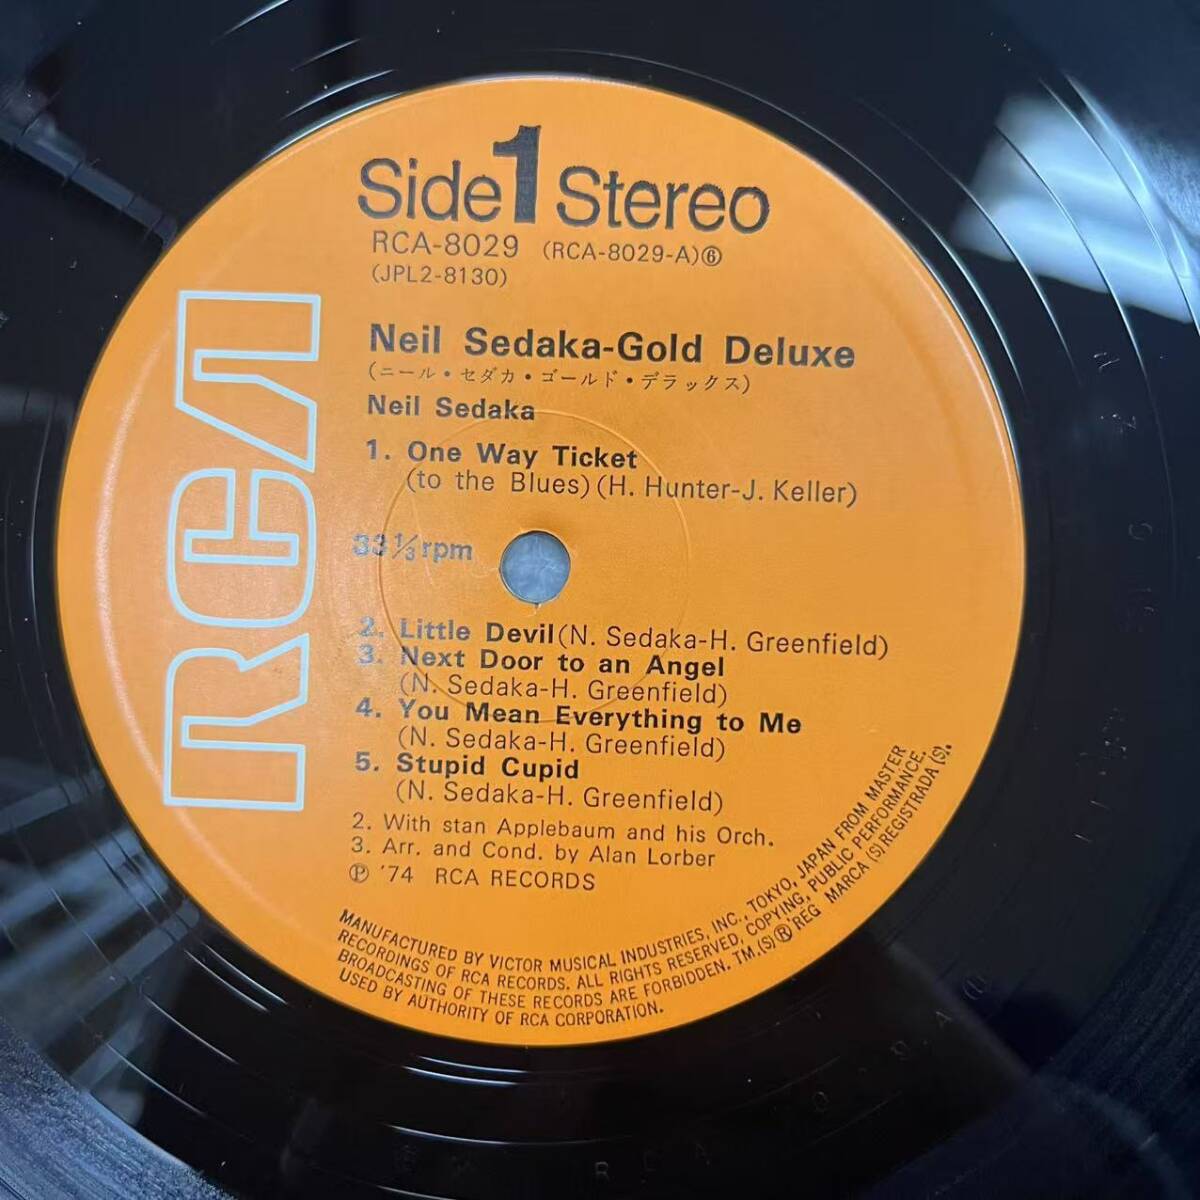 Side 1 Stereo
RCA-8029 (RCA-8029-A)⑥
(JPL2-8130)
RCA
Neil Sedaka-Gold Deluxe
(ニール・セダカ・ゴールド・デラックス)
Neil Sedaka
1. One Way Ticket
(to the Blues) (H. Hunter-J. Keller)
33 1/3 rpm
2. Little Devil (N. Sedaka-H. Greenfield)
3. Next Door to an Angel
(N. Sedaka-H. Greenfield)
4. You Mean Everything to Me
(N. Sedaka-H. Greenfield)
5. Stupid Cupid
(N. Sedaka-H. Greenfield)
2. With stan Applebaum and his Orch.
3. Arr. and Cond. by Alan Lorber
Ⓟ '74 RCA RECORDS
MANUFACTURED BY VICTOR MUSICAL INDUSTRIES, INC., TOKYO, JAPAN FROM MASTER
RECORDINGS OF RCA RECORDS. ALL RIGHTS RESERVED, COPYING, PUBLIC PERFORMANCE,
BROADCASTING OF THESE RECORDS ARE FORBIDDEN. TM.(S) ® REG MARCA (S) REGISTRADA (S).
USED BY AUTHORITY OF RCA CORPORATION.